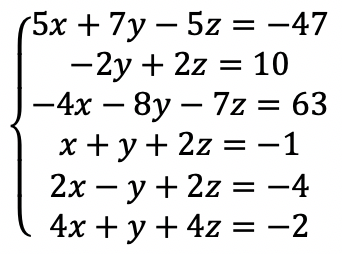 5x + 7y − 5z = −47
−2y + 2z = 10
−4x − 8y − 7z = 63
x + y + 2z = −1
2x − y + 2z = −4
4x + y + 4z = −2